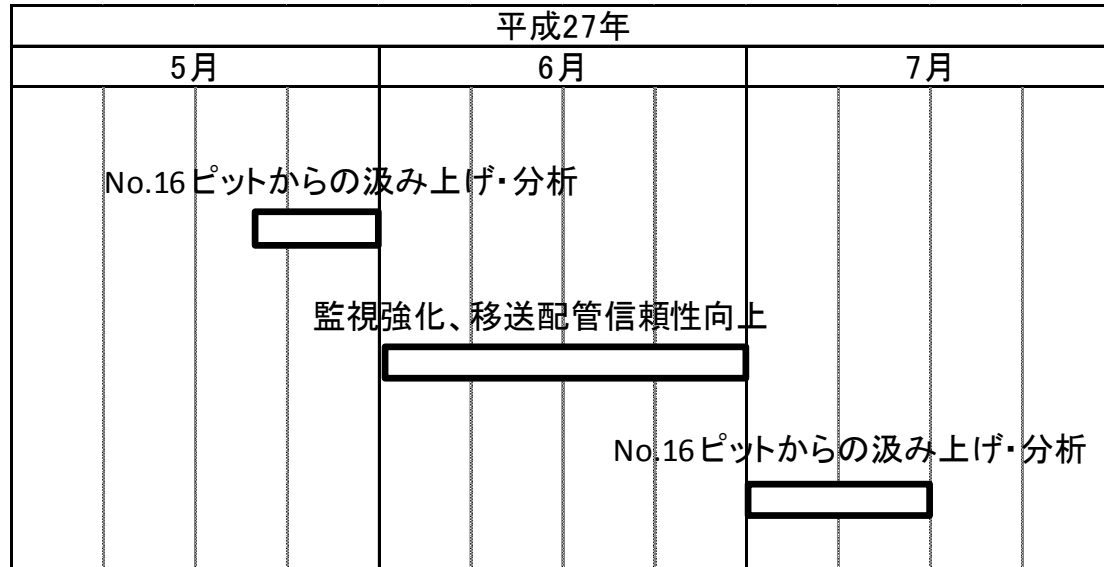 平成27年
5月
6月
7月
No.16ピットからの汲み上げ・分析
監視強化、移送配管信頼性向上
No.16ピットからの汲み上げ・分析